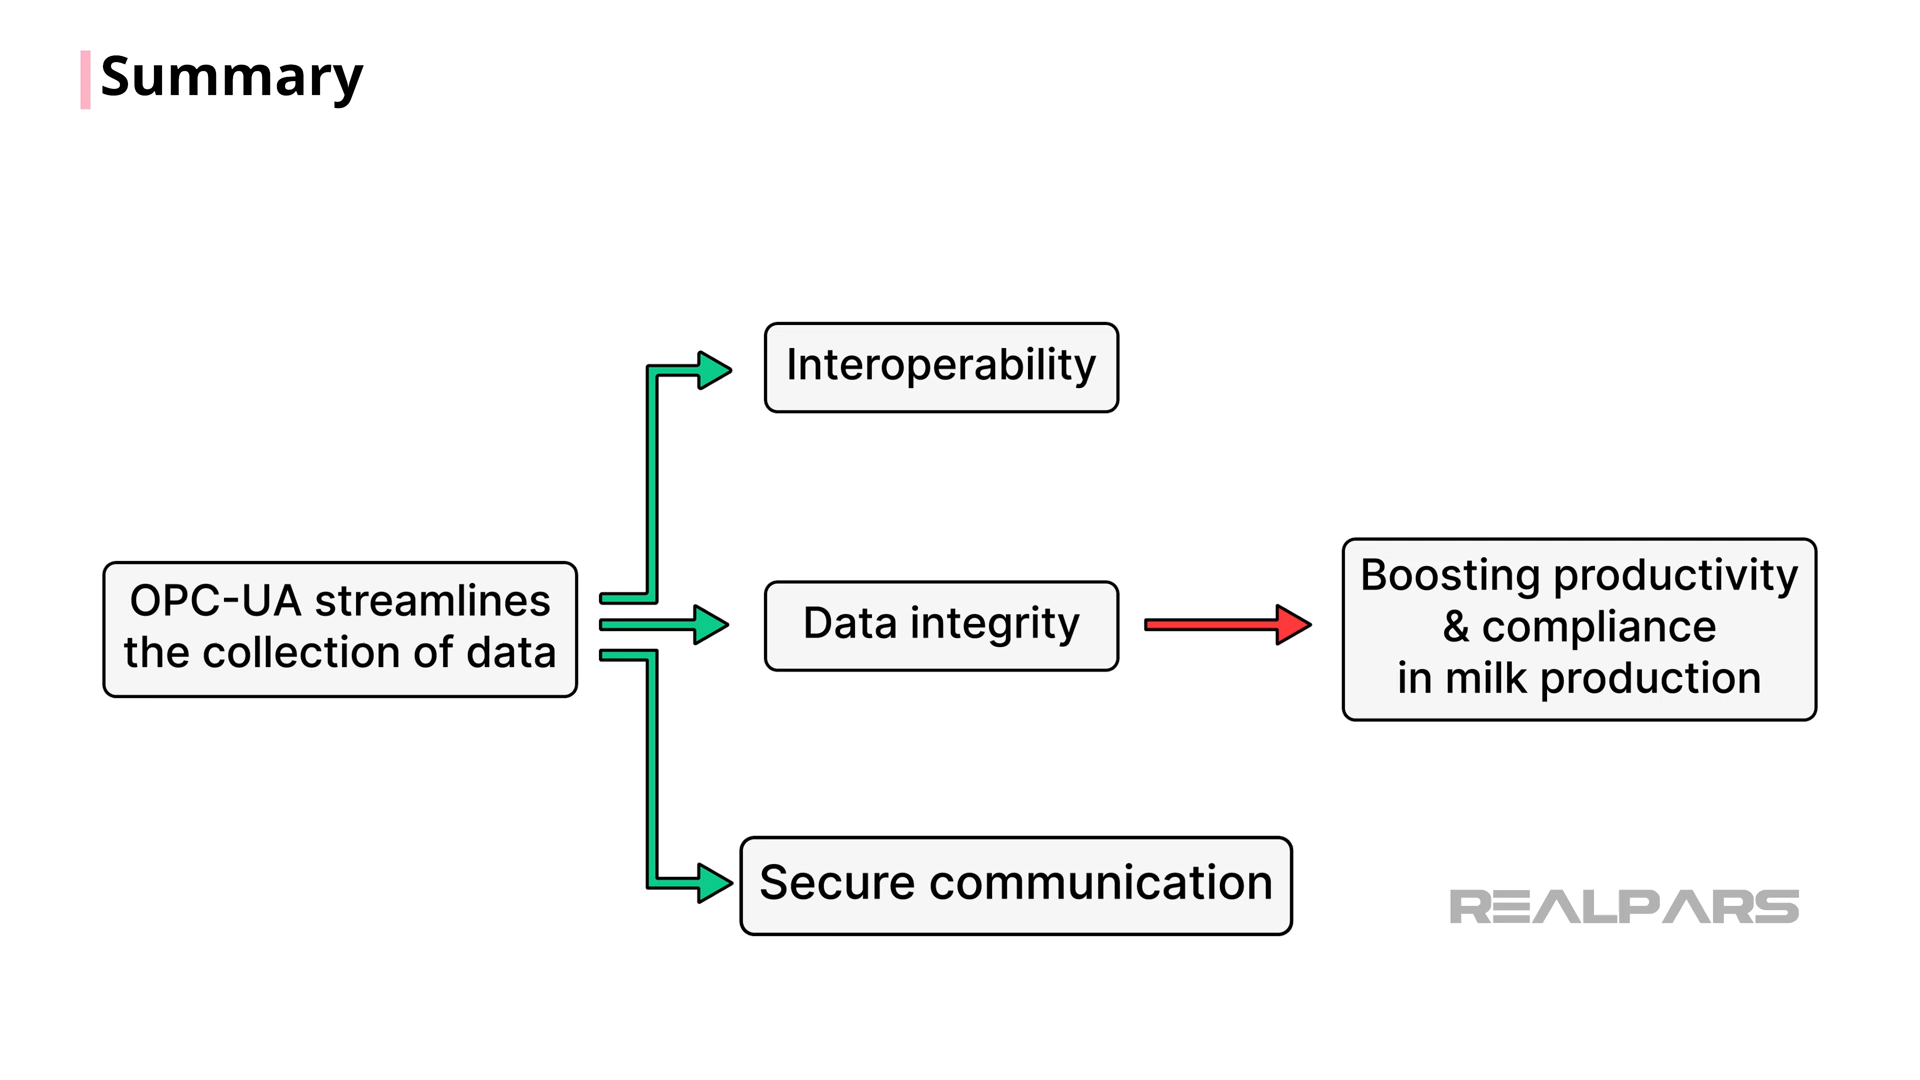 Summary
Interoperability
OPC-UA streamlines
the collection of data
Data integrity
Boosting productivity
& compliance
in milk production
Secure communication
REALPARS